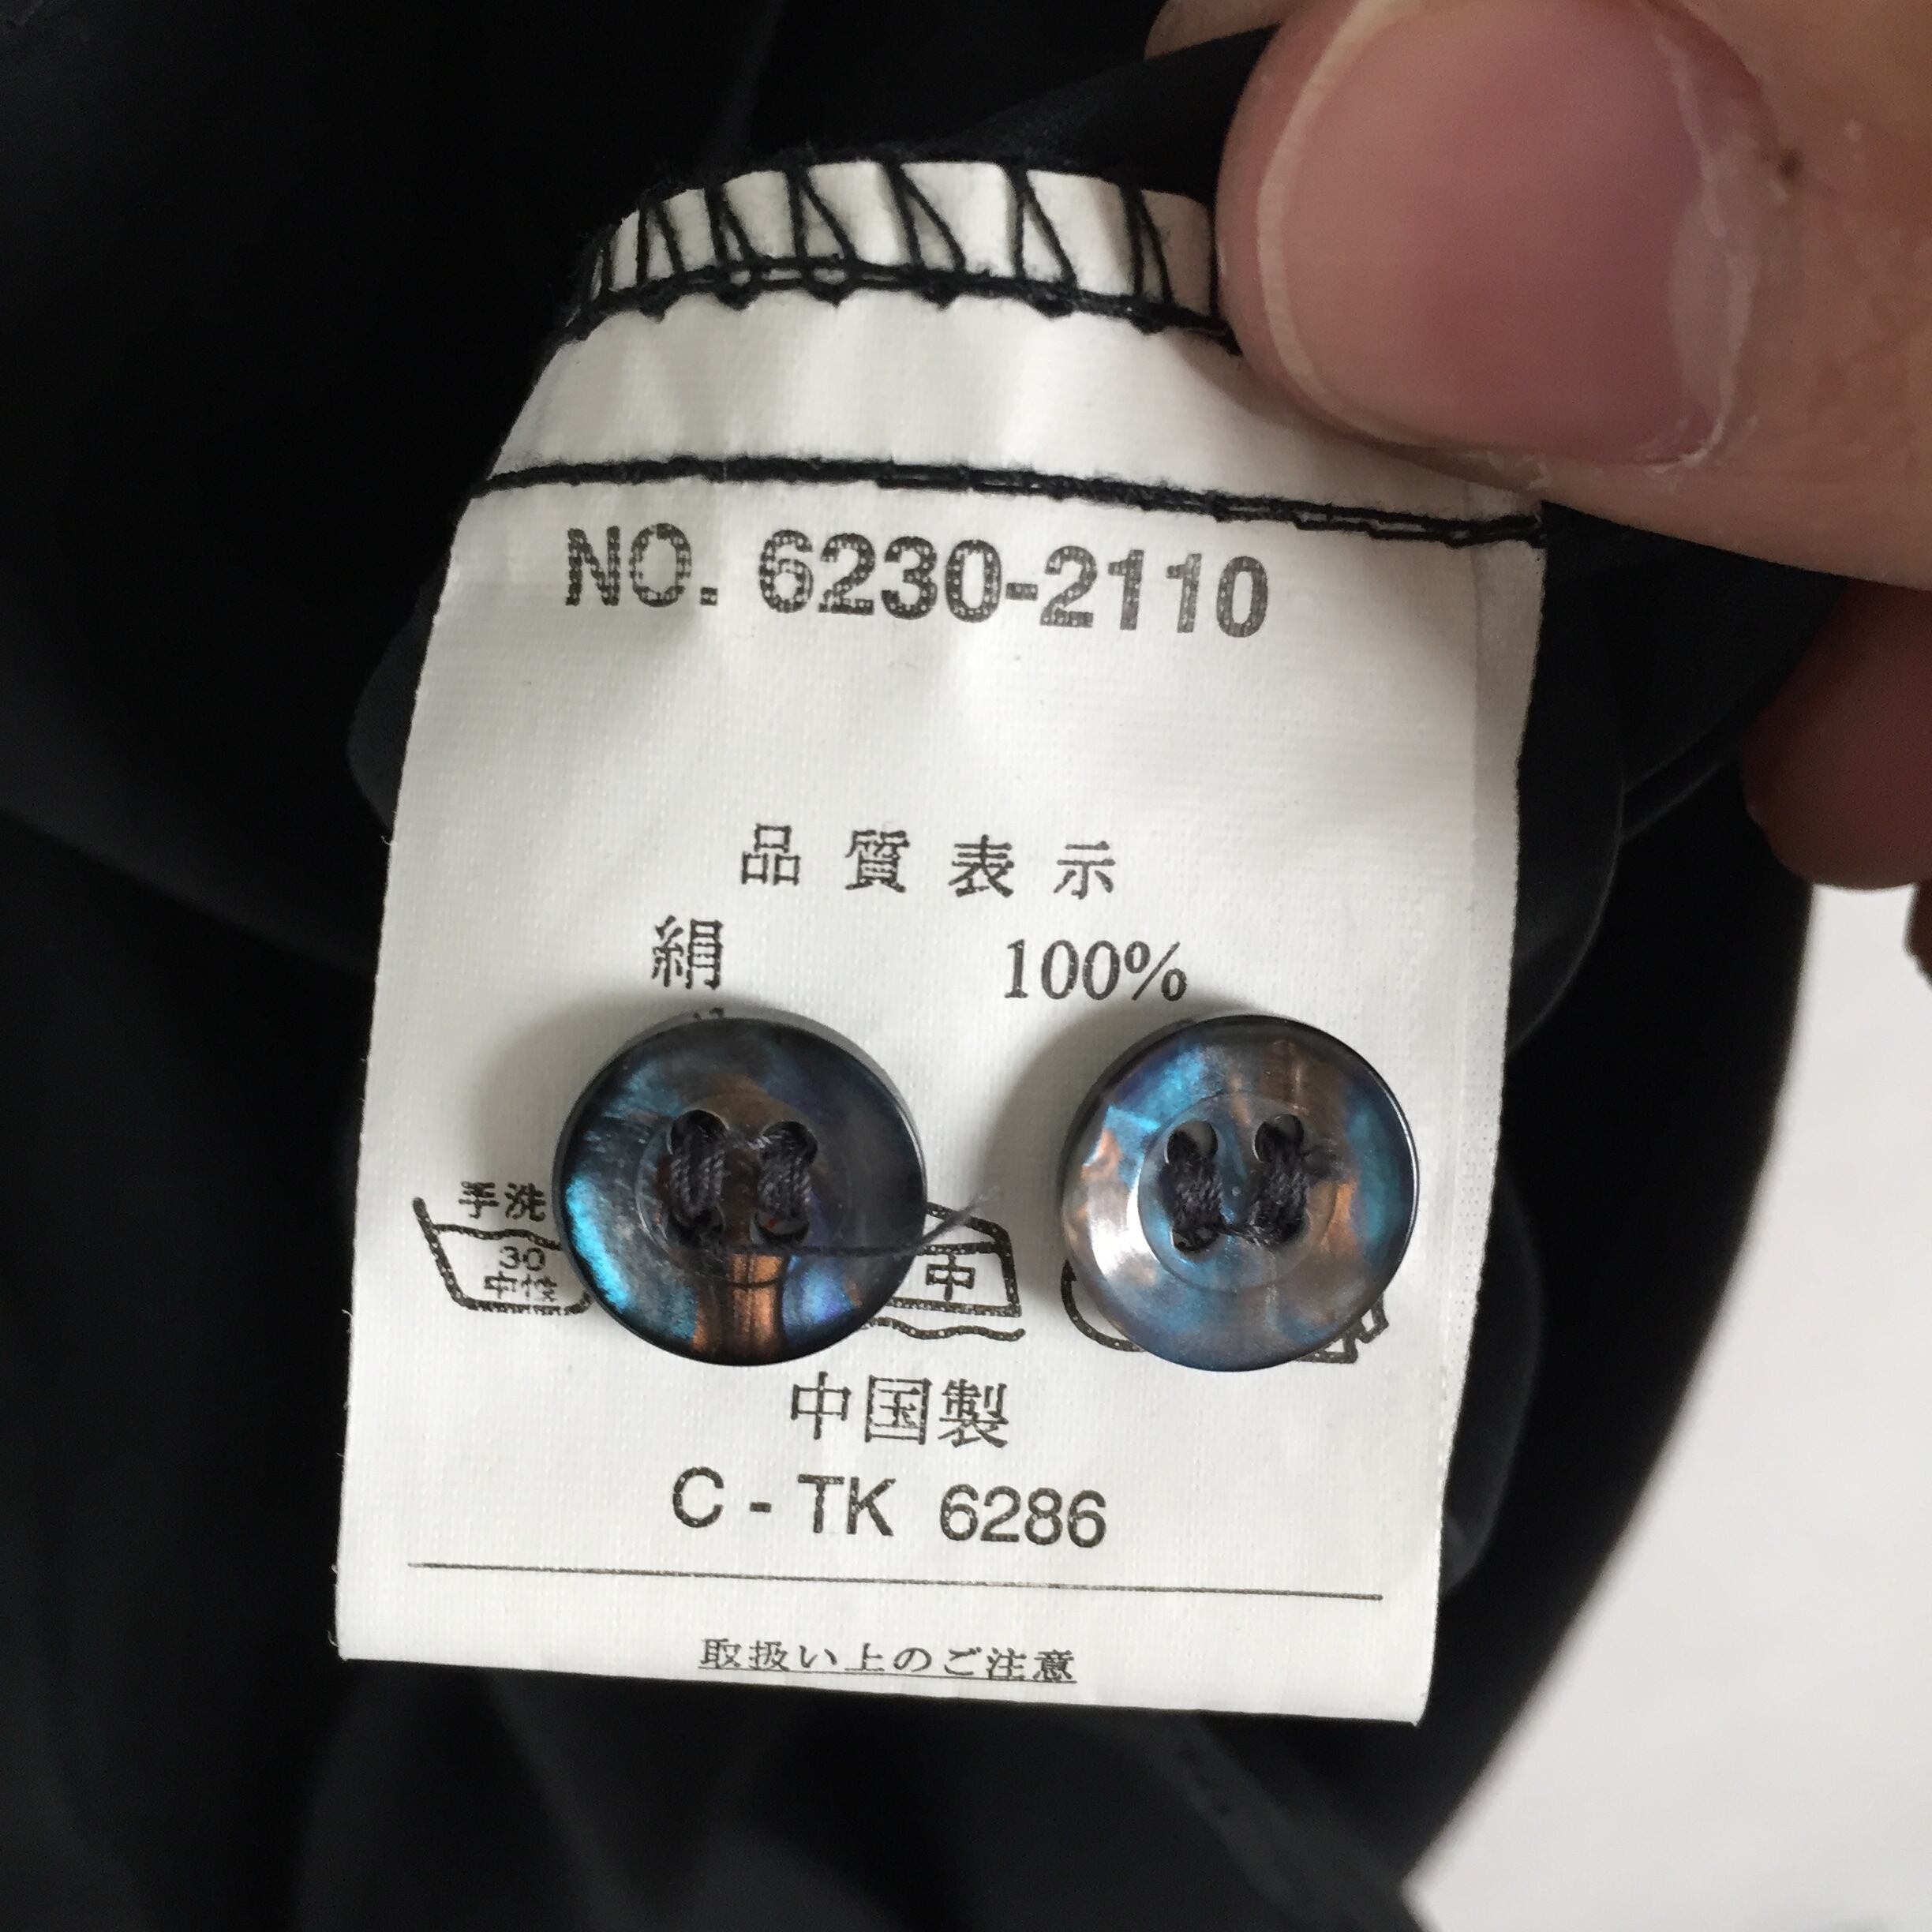 NO. 6230-2110
品質表示
絹 100%
手洗
30
中性
中
中国製
C - TK 6286
取扱い上のご注意